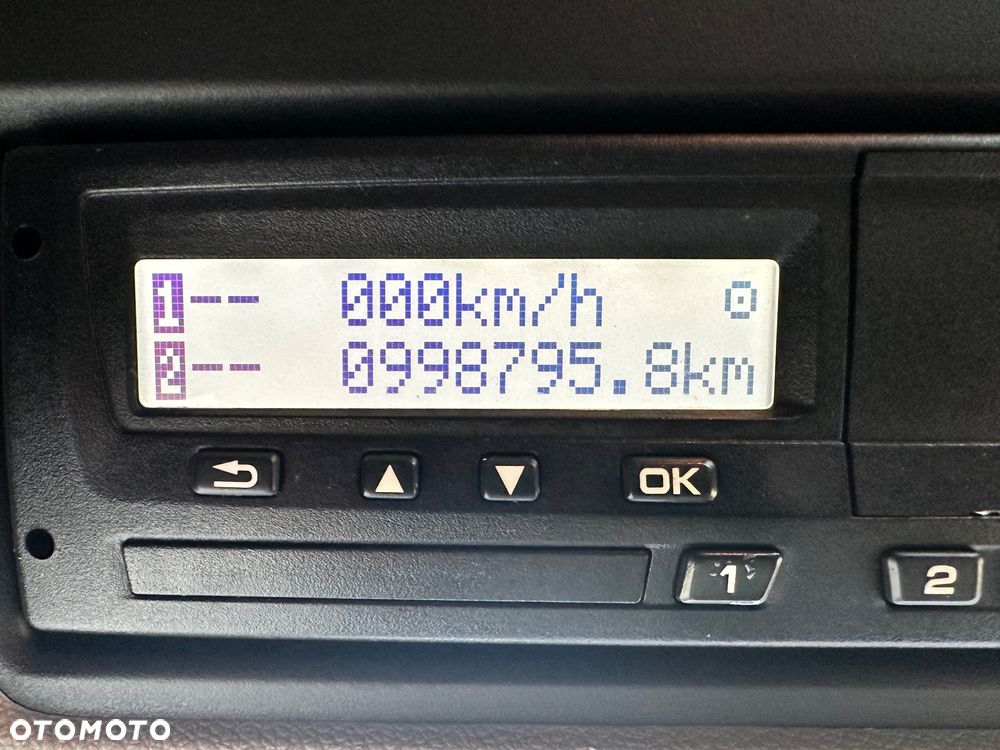 1-- 000km/h
2-- 0998795.8km
OK
1 2
OTOMOTO